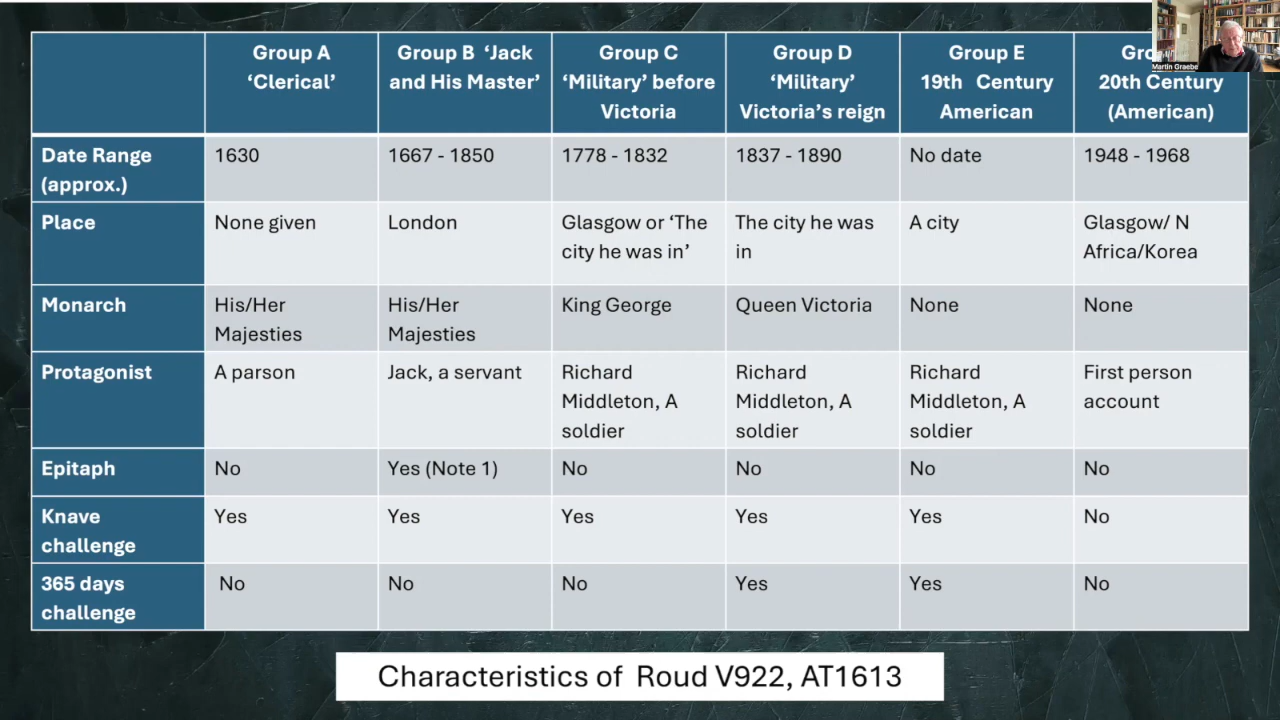 Group A
'Clerical'
Group B 'Jack
and His Master'
Group C
'Military' before
Victoria
Group D
'Military'
Victoria's reign
Group E
19th Century
American
20th Century
(American)
Martin Graebe
Date Range
(approx.)
1630
1667 - 1850
1778 - 1832
1837 - 1890
No date
1948 - 1968
Place
None given
London
Glasgow or 'The
city he was in'
The city he was
in
A city
Glasgow/ N
Africa/Korea
Monarch
His/Her
Majesties
His/Her
Majesties
King George
Queen Victoria
None
None
Protagonist
A parson
Jack, a servant
Richard
Middleton, A
soldier
Richard
Middleton, A
soldier
Richard
Middleton, A
soldier
First person
account
Epitaph
No
Yes (Note 1)
No
No
No
No
Knave
challenge
Yes
Yes
Yes
Yes
Yes
No
365 days
challenge
No
No
No
Yes
Yes
No
Characteristics of Roud V922, AT1613